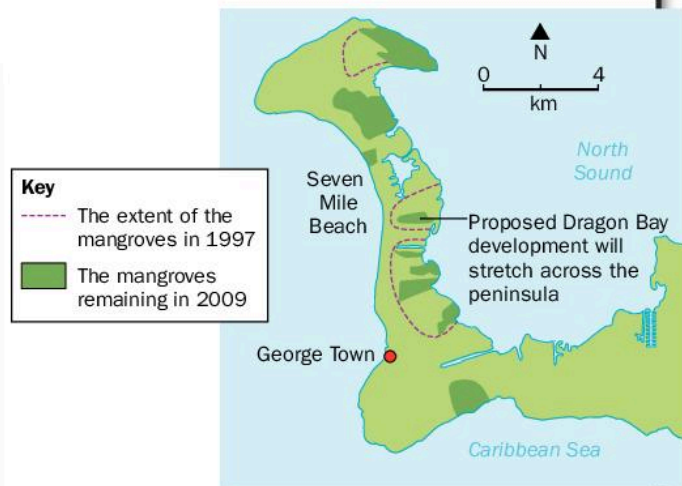 N
0
4
km
North
Sound
Seven
Mile
Beach
Key
The extent of the
mangroves in 1997
The mangroves
remaining in 2009
Proposed Dragon Bay
development will
stretch across the
peninsula
George Town
Caribbean Sea